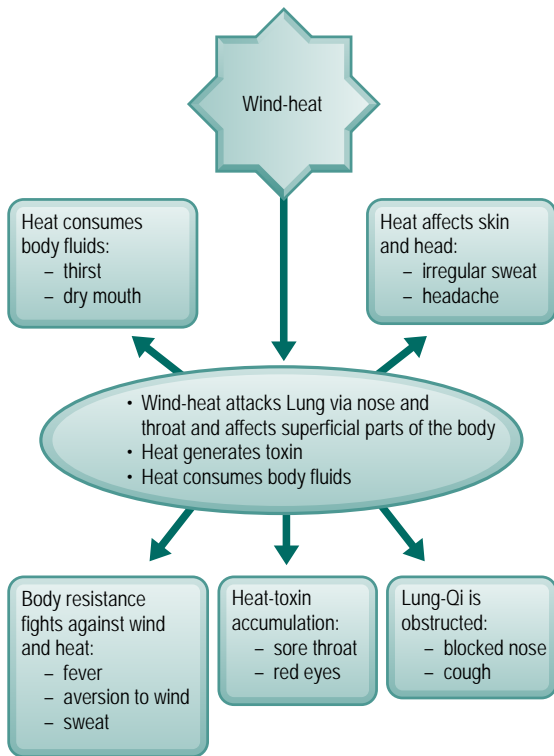 Wind-heat
Heat consumes
body fluids:
– thirst
– dry mouth
Heat affects skin
and head:
– irregular sweat
– headache
• Wind-heat attacks Lung via nose and
throat and affects superficial parts of the body
• Heat generates toxin
• Heat consumes body fluids
Body resistance
fights against wind
and heat:
– fever
– aversion to wind
– sweat
Heat-toxin
accumulation:
– sore throat
– red eyes
Lung-Qi is
obstructed:
– blocked nose
– cough